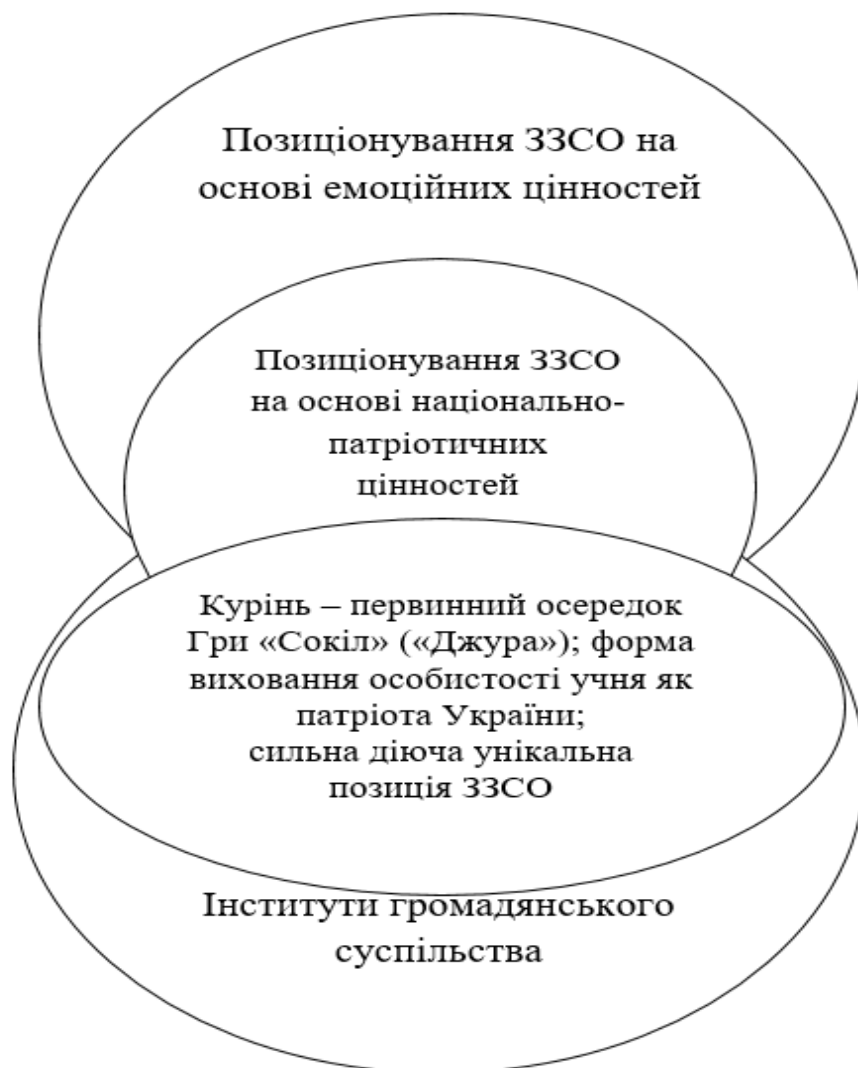 Позиціонування ЗЗСО на
основі емоційних цінностей
Позиціонування ЗЗСО
на основі національно-
патріотичних
цінностей
Курінь – первинний осередок
Гри «Сокіл» («Джура»); форма
виховання особистості учня як
патріота України;
сильна діюча унікальна
позиція ЗЗСО
Інститути громадянського
суспільства